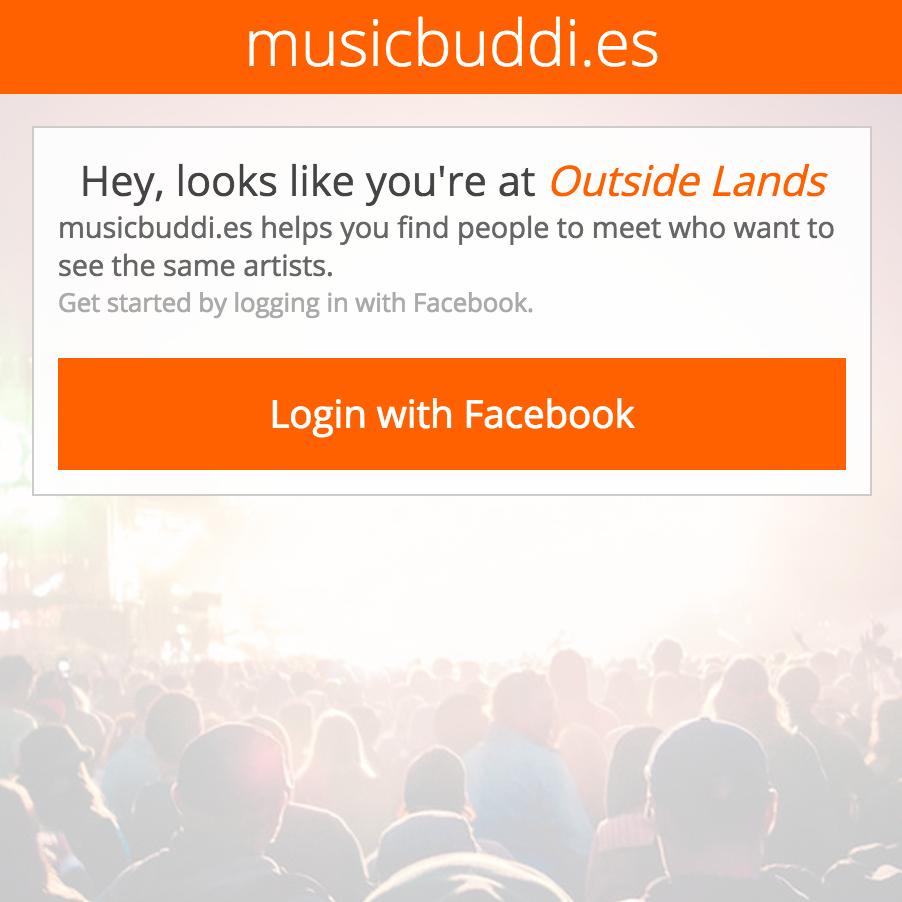 musicbuddi.es
Hey, looks like you're at Outside Lands
musicbuddi.es helps you find people to meet who want to
see the same artists.
Get started by logging in with Facebook.
Login with Facebook